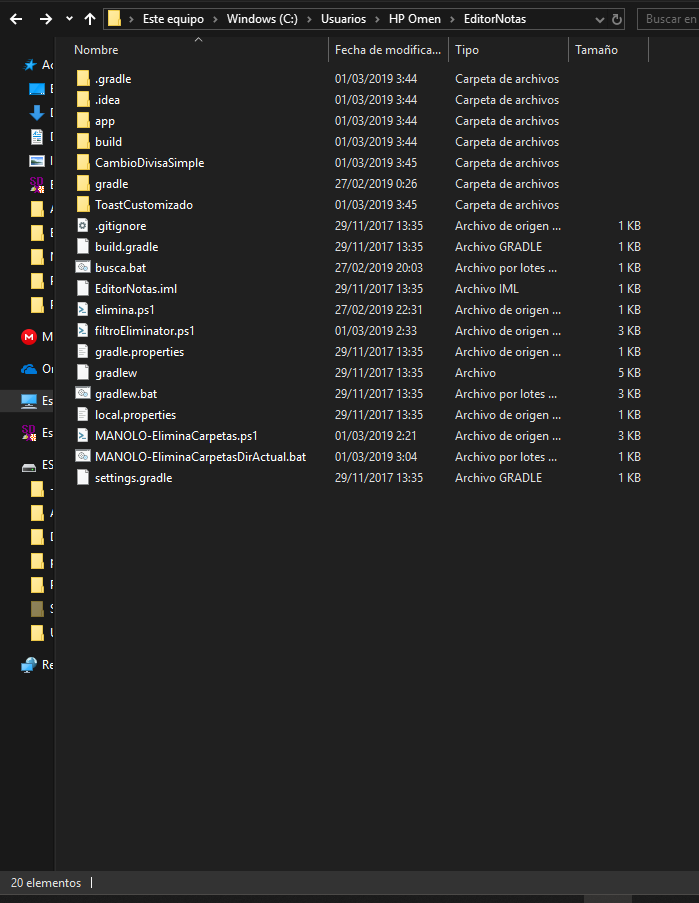 Este equipo > Windows (C:) > Usuarios > HP Omen > EditorNotas
Buscar en
Nombre Fecha de modifica... Tipo Tamaño
.gradle 01/03/2019 3:44 Carpeta de archivos
.idea 01/03/2019 3:44 Carpeta de archivos
app 01/03/2019 3:44 Carpeta de archivos
build 01/03/2019 3:44 Carpeta de archivos
CambioDivisaSimple 01/03/2019 3:45 Carpeta de archivos
gradle 27/02/2019 0:26 Carpeta de archivos
ToastCustomizado 01/03/2019 3:45 Carpeta de archivos
.gitignore 29/11/2017 13:35 Archivo de origen ... 1 KB
build.gradle 29/11/2017 13:35 Archivo GRADLE 1 KB
busca.bat 27/02/2019 20:03 Archivo por lotes ... 1 KB
EditorNotas.iml 29/11/2017 13:35 Archivo IML 1 KB
elimina.ps1 27/02/2019 22:31 Archivo de origen ... 1 KB
filtroEliminator.ps1 01/03/2019 2:33 Archivo de origen ... 3 KB
gradle.properties 29/11/2017 13:35 Archivo de origen ... 1 KB
gradlew 29/11/2017 13:35 Archivo 5 KB
gradlew.bat 29/11/2017 13:35 Archivo por lotes ... 3 KB
local.properties 29/11/2017 13:35 Archivo de origen ... 1 KB
MANOLO-EliminaCarpetas.ps1 01/03/2019 2:21 Archivo de origen ... 3 KB
MANOLO-EliminaCarpetasDirActual.bat 01/03/2019 3:04 Archivo por lotes ... 1 KB
settings.gradle 29/11/2017 13:35 Archivo GRADLE 1 KB
20 elementos